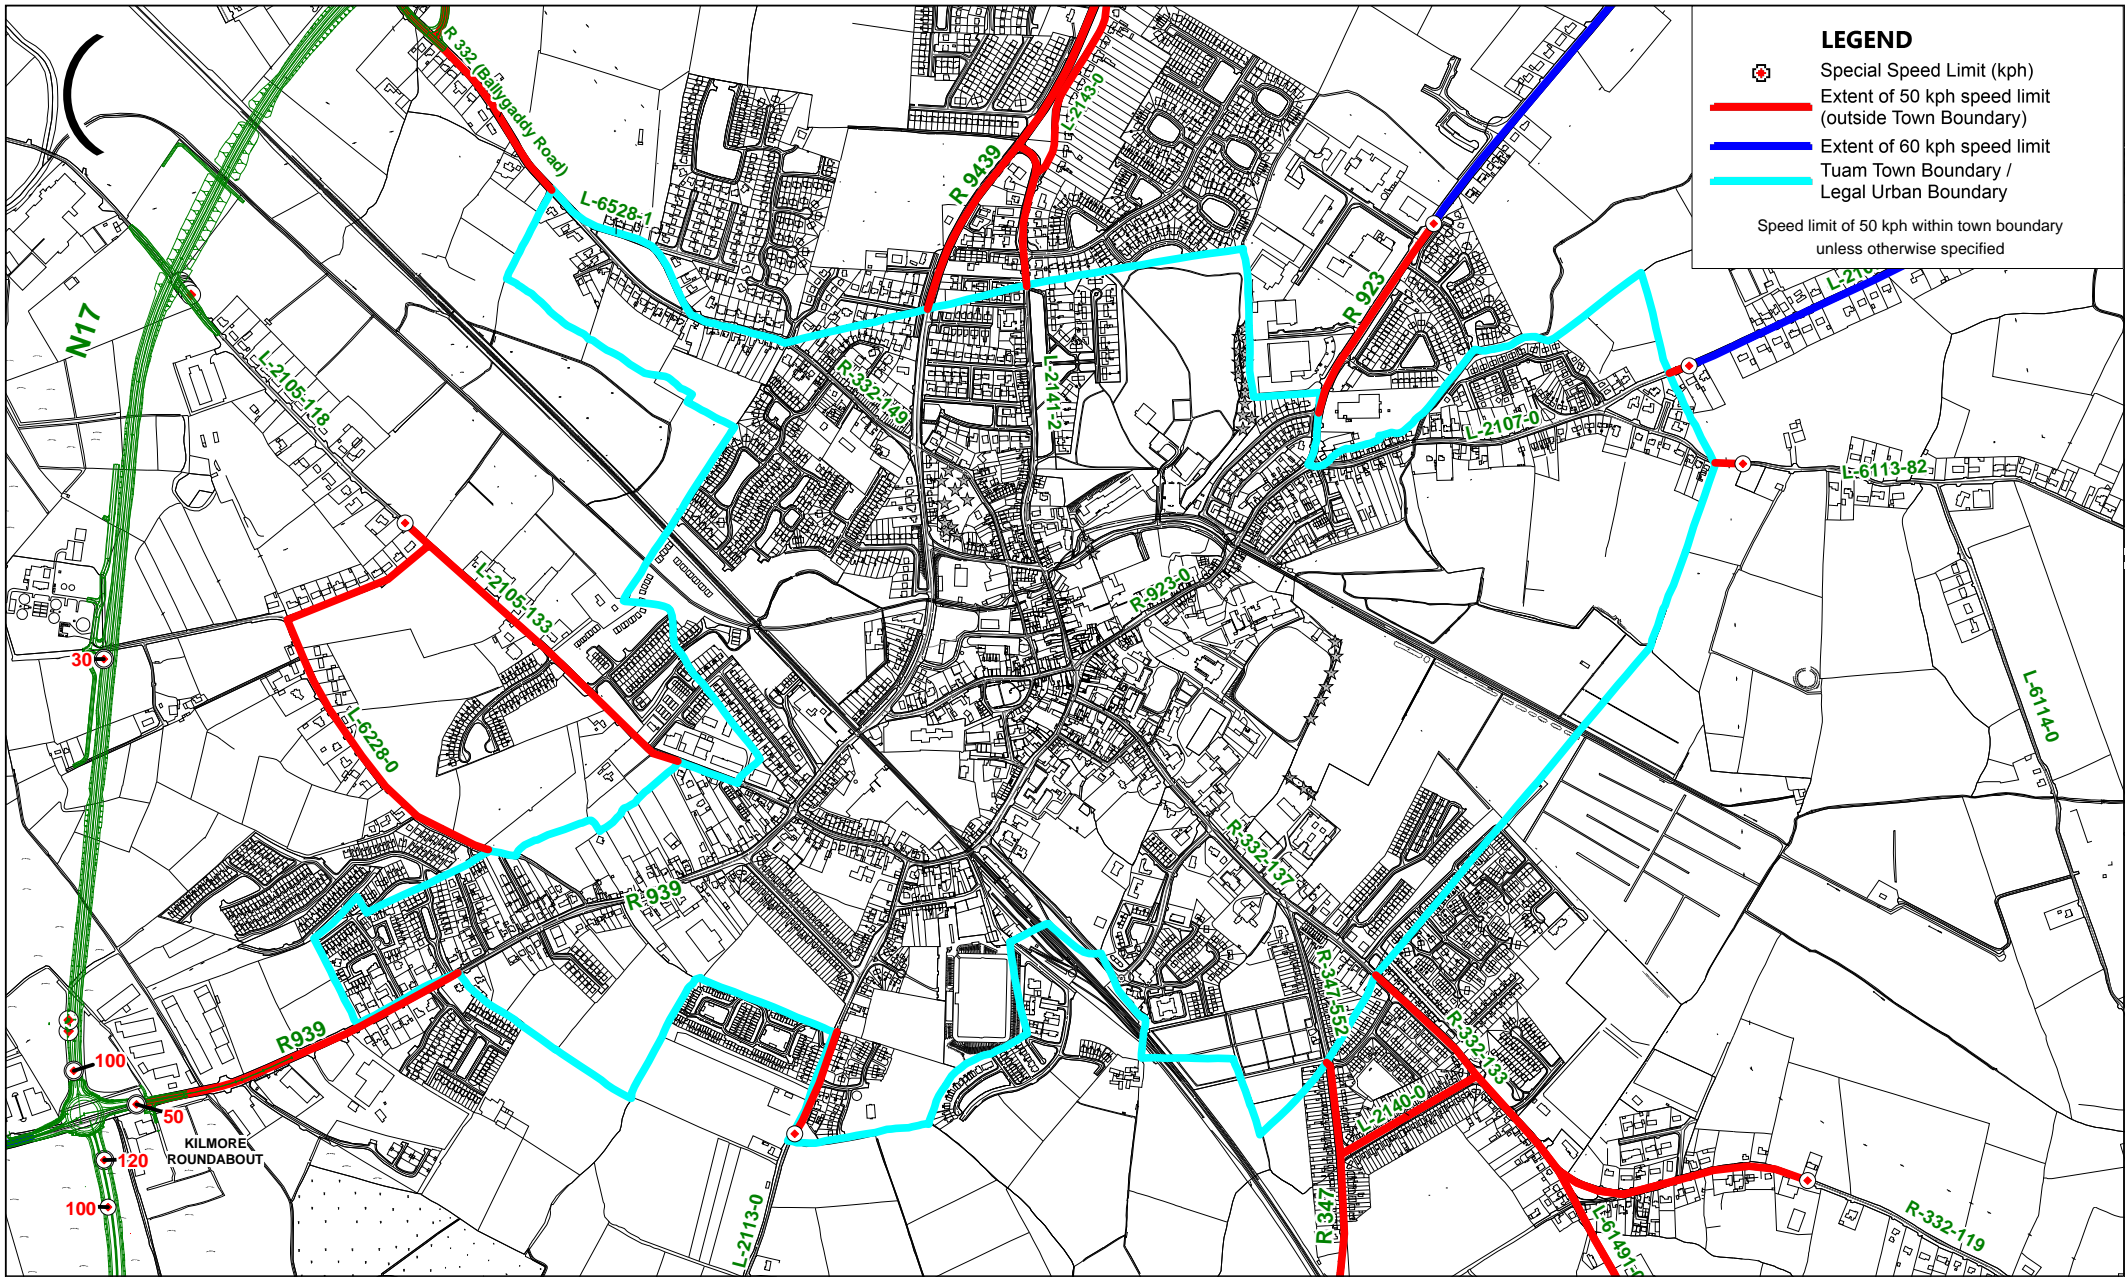 LEGEND
Special Speed Limit (kph)
Extent of 50 kph speed limit
(outside Town Boundary)
Extent of 60 kph speed limit
Tuam Town Boundary /
Legal Urban Boundary
Speed limit of 50 kph within town boundary
unless otherwise specified
R 332 (Ballygaddy Road)
L-2143-0
R 9439
L-6528-1
N17
L-2105-118
R 923
R-332-149
L-2141-2
L-2107-0
L-6113-82
L-2105-133
R-923-0
30
L-6228-0
L-6114-0
R-332-137
R-939
R-347-552
R939
R-332-133
100
50
KILMORE
ROUNDABOUT
120
100
L-2140-0
L-2113-0
R347
R-332-119